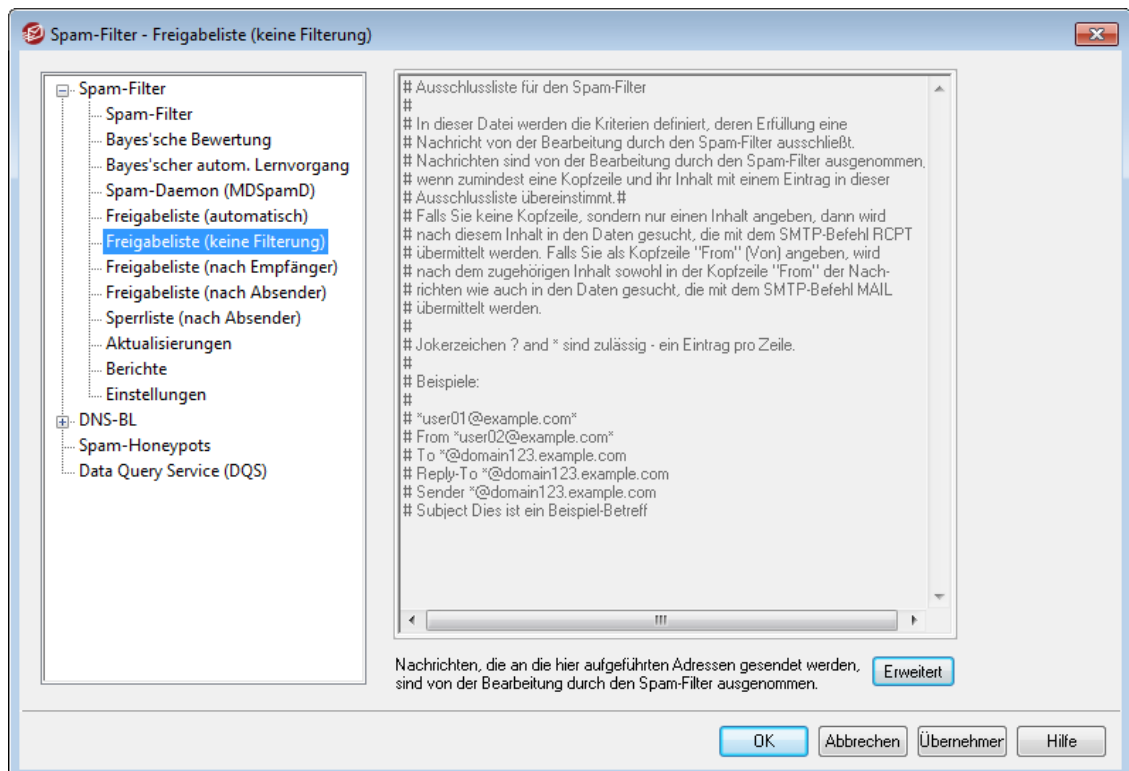 Spam-Filter - Freigabeliste (keine Filterung)
Spam-Filter
Spam-Filter
Bayes'sche Bewertung
Bayes'scher autom. Lernvorgang
Spam-Daemon (MDSpamD)
Freigabeliste (automatisch)
Freigabeliste (keine Filterung)
Freigabeliste (nach Empfänger)
Freigabeliste (nach Absender)
Sperrliste (nach Absender)
Aktualisierungen
Berichte
Einstellungen
DNS-BL
Spam-Honeypots
Data Query Service (DQS)
# Ausschlussliste für den Spam-Filter
#
# In dieser Datei werden die Kriterien definiert, deren Erfüllung eine
# Nachricht von der Bearbeitung durch den Spam-Filter ausschließt.
# Nachrichten sind von der Bearbeitung durch den Spam-Filter ausgenommen,
# wenn zumindest eine Kopfzeile und ihr Inhalt mit einem Eintrag in dieser
# Ausschlussliste übereinstimmt.#
# Falls Sie keine Kopfzeile, sondern nur einen Inhalt angeben, dann wird
# nach diesem Inhalt in den Daten gesucht, die mit dem SMTP-Befehl RCPT
# übermittelt werden. Falls Sie als Kopfzeile "From" (Von) angeben, wird
# nach dem zugehörigen Inhalt sowohl in der Kopfzeile "From" der Nach-
# richten wie auch in den Daten gesucht, die mit dem SMTP-Befehl MAIL
# übermittelt werden.
#
# Jokerzeichen ? and * sind zulässig - ein Eintrag pro Zeile.
#
# Beispiele:
#
# *user01@example.com*
# From *user02@example.com*
# To *@domain123.example.com
# Reply-To *@domain123.example.com
# Sender *@domain123.example.com
# Subject Dies ist ein Beispiel-Betreff
Nachrichten, die an die hier aufgeführten Adressen gesendet werden,
sind von der Bearbeitung durch den Spam-Filter ausgenommen.
Erweitert
OK
Abbrechen
Übernehmer
Hilfe